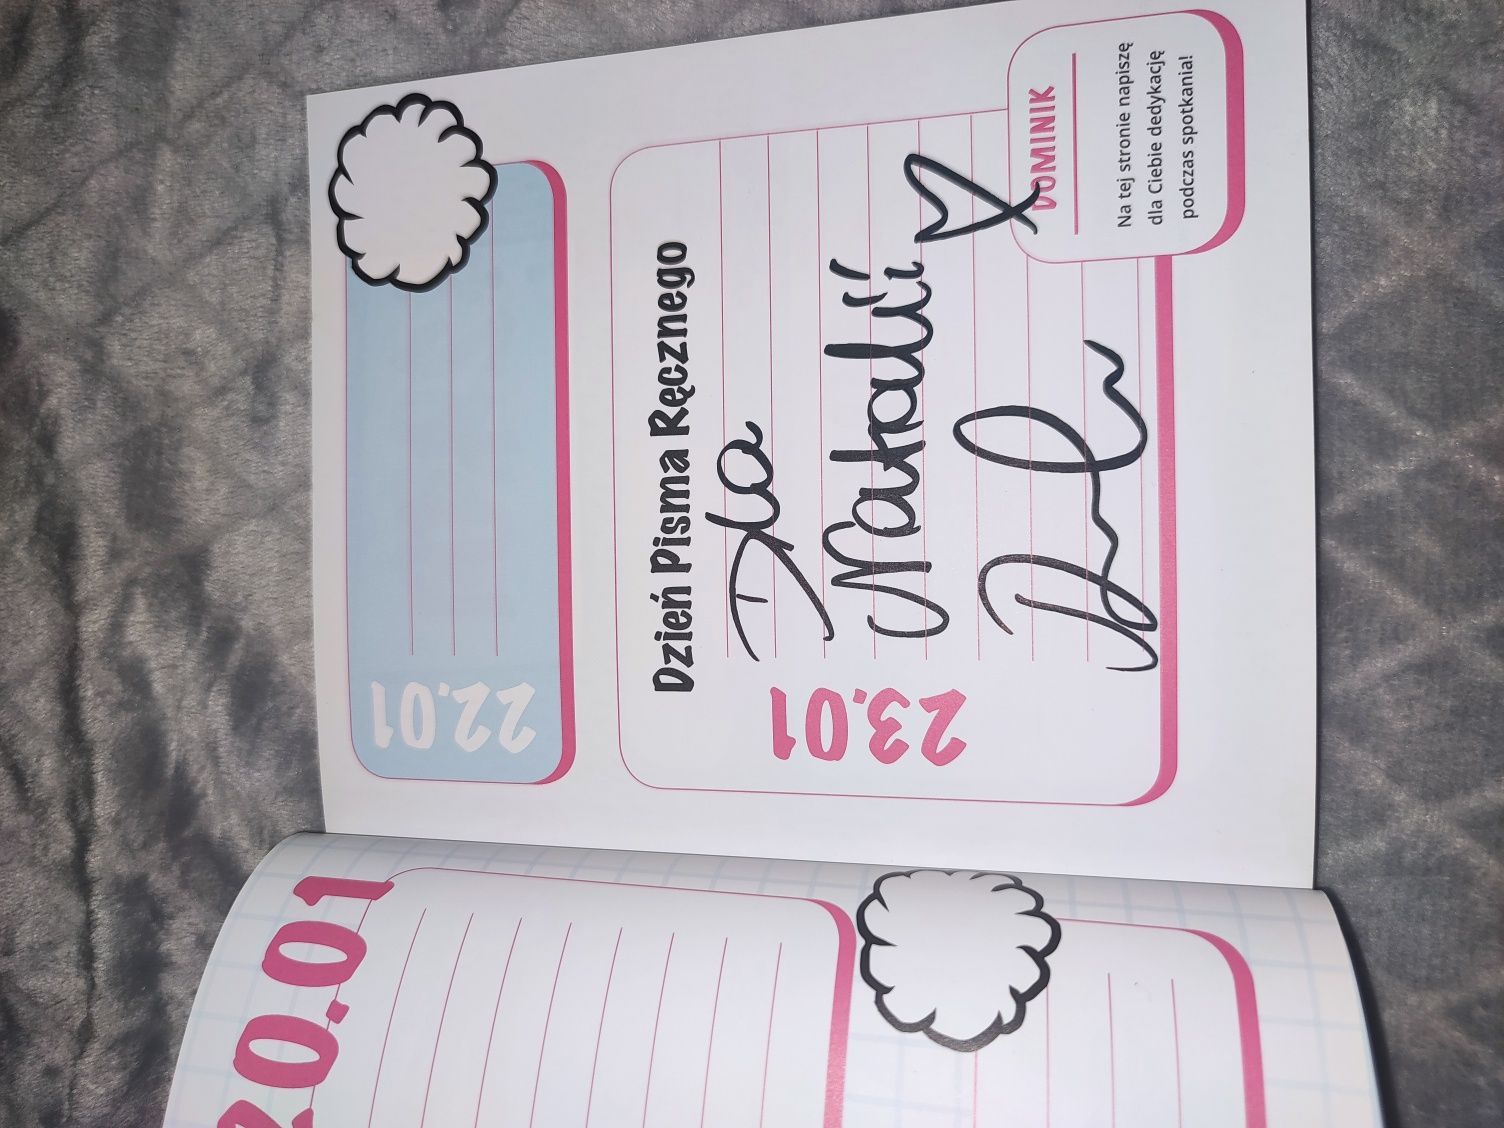 20.01
22.01
23.01
Dzień Pisma Ręcznego
Dla
Natalii
DOMINIK
Na tej stronie napiszę
dla Ciebie dedykację
podczas spotkania!